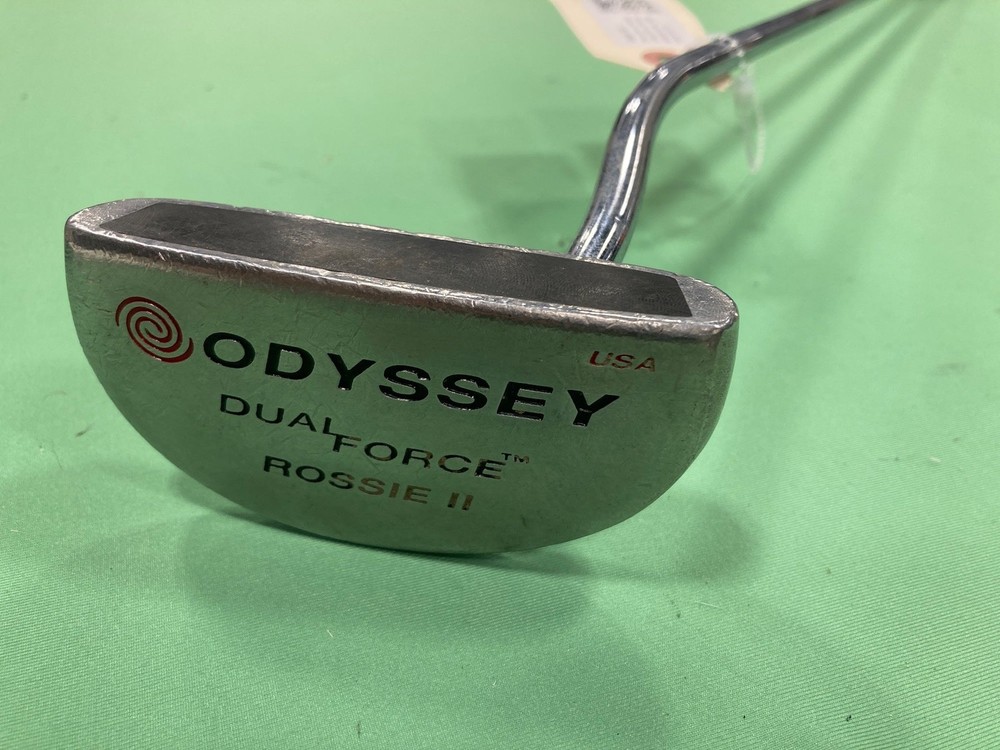 ODYSSEY
USA
DUAL FORCE™
ROSSIE II